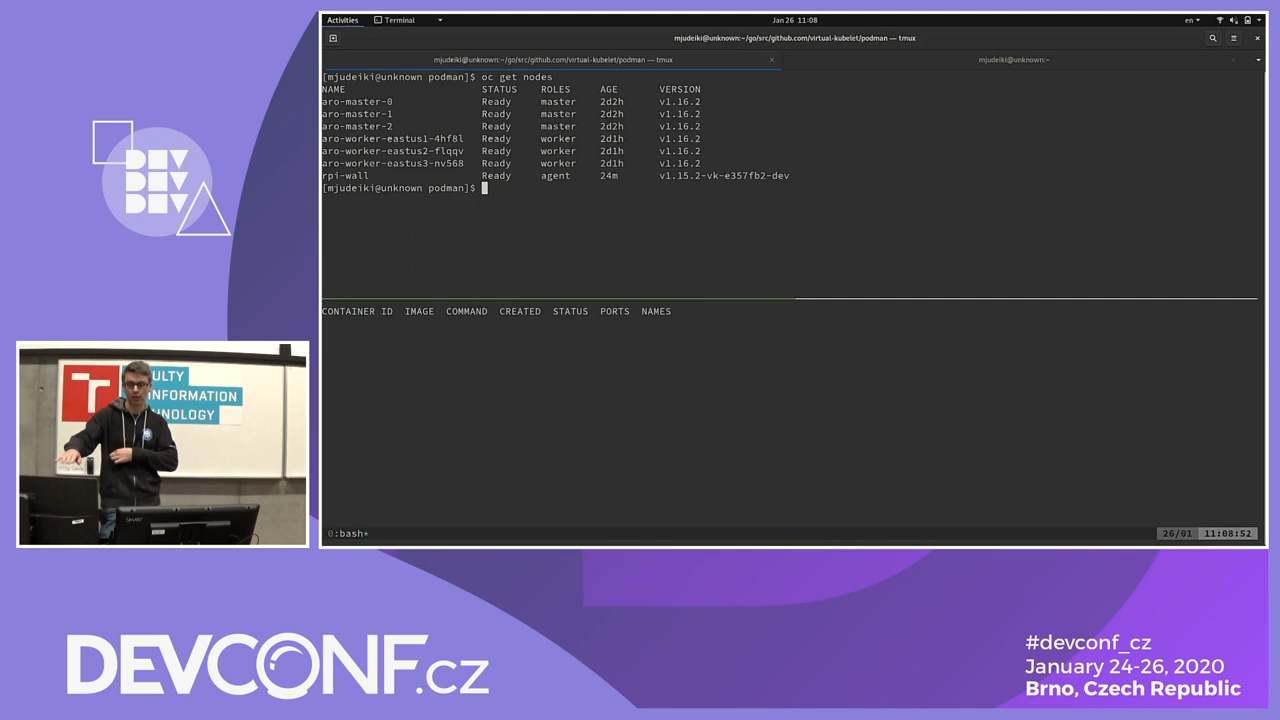 Activities
Terminal
Jan 26 11:08
en
mjudeiki@unknown:~/go/src/github.com/virtual-kubelet/podman — tmux
mjudeiki@unknown:~/go/src/github.com/virtual-kubelet/podman — tmux
mjudeiki@unknown:~
[mjudeiki@unknown podman]$ oc get nodes
NAME STATUS ROLES AGE VERSION
aro-master-0 Ready master 2d2h v1.16.2
aro-master-1 Ready master 2d2h v1.16.2
aro-master-2 Ready master 2d2h v1.16.2
aro-worker-eastus1-4hf8l Ready worker 2d1h v1.16.2
aro-worker-eastus2-flqqv Ready worker 2d1h v1.16.2
aro-worker-eastus3-nv568 Ready worker 2d1h v1.16.2
rpi-wall Ready agent 24m v1.15.2-vk-e357fb2-dev
[mjudeiki@unknown podman]$
CONTAINER ID IMAGE COMMAND CREATED STATUS PORTS NAMES
0:bash*
26/01 11:08:52
DEV
DEV
ULTY
INFORMATION
NOLOGY
DEVCONF.cz
#devconf_cz
January 24-26, 2020
Brno, Czech Republic